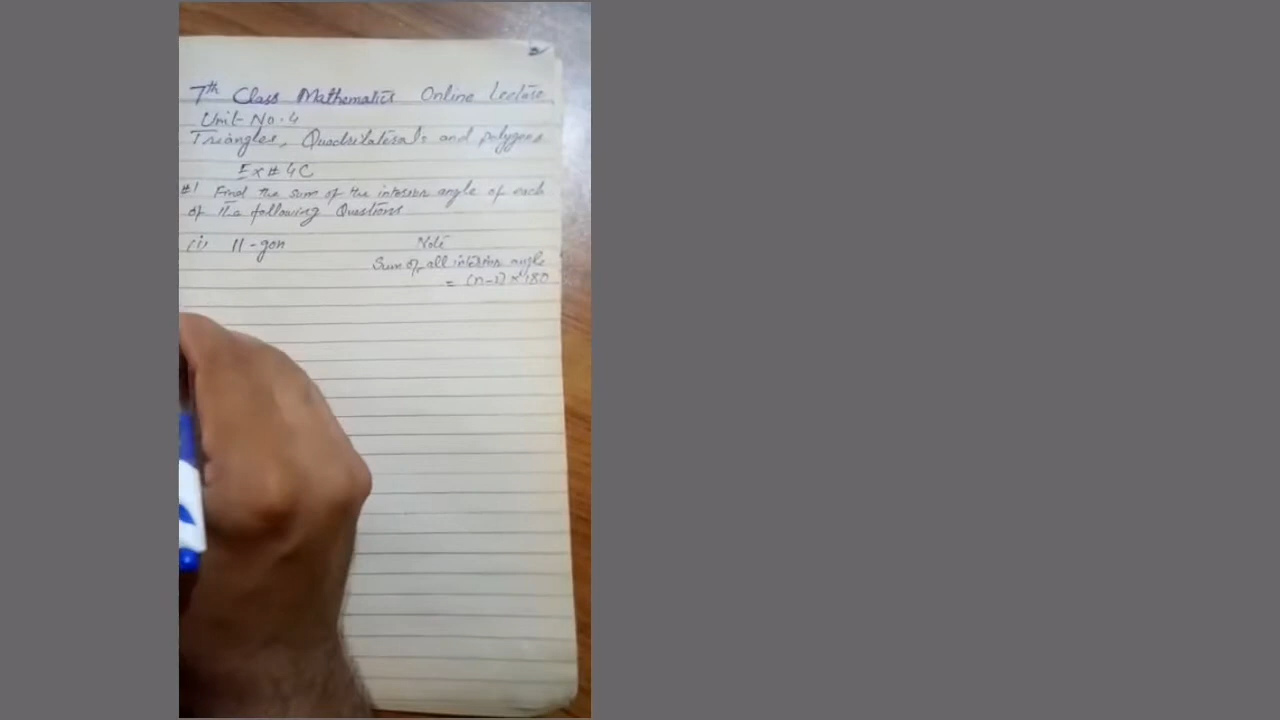 7th Class Mathematics Online Lecture
Unit No. 4
Triangles, Quadrilaterals and polygons
Ex # 4C
#1 Find the sum of the interior angle of each
of the following Questions
(i) 11-gon
Note
Sum of all interior angle
= (n-2) × 180